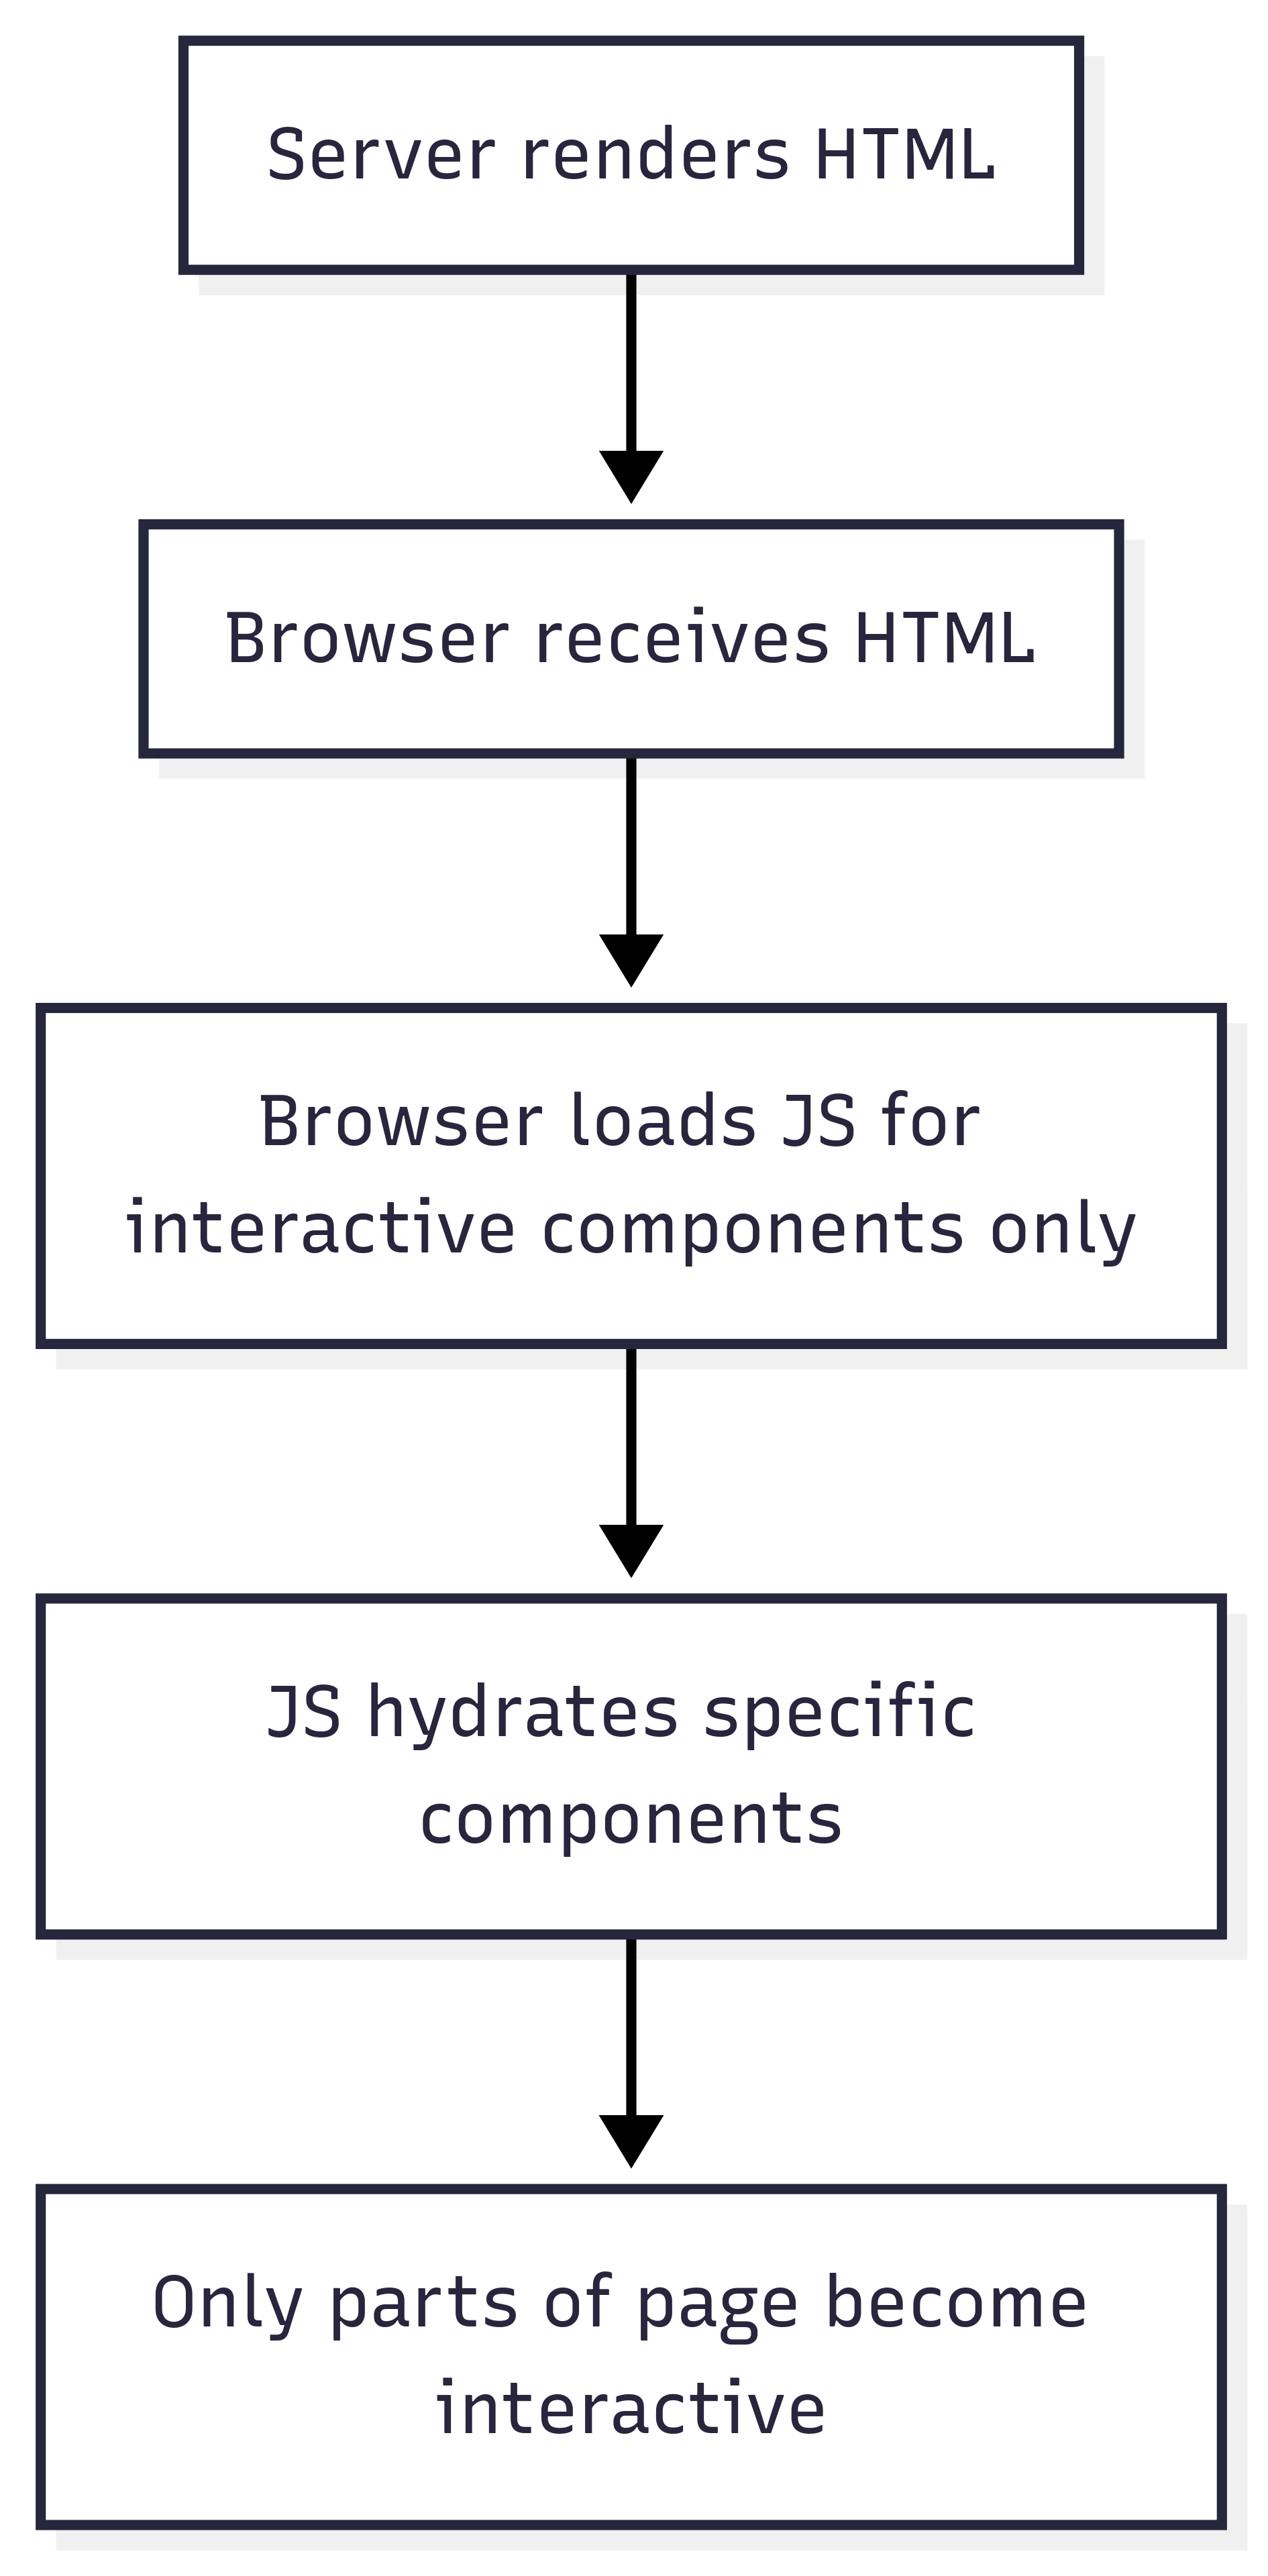 Server renders HTML
Browser receives HTML
Browser loads JS for
interactive components only
JS hydrates specific
components
Only parts of page become
interactive